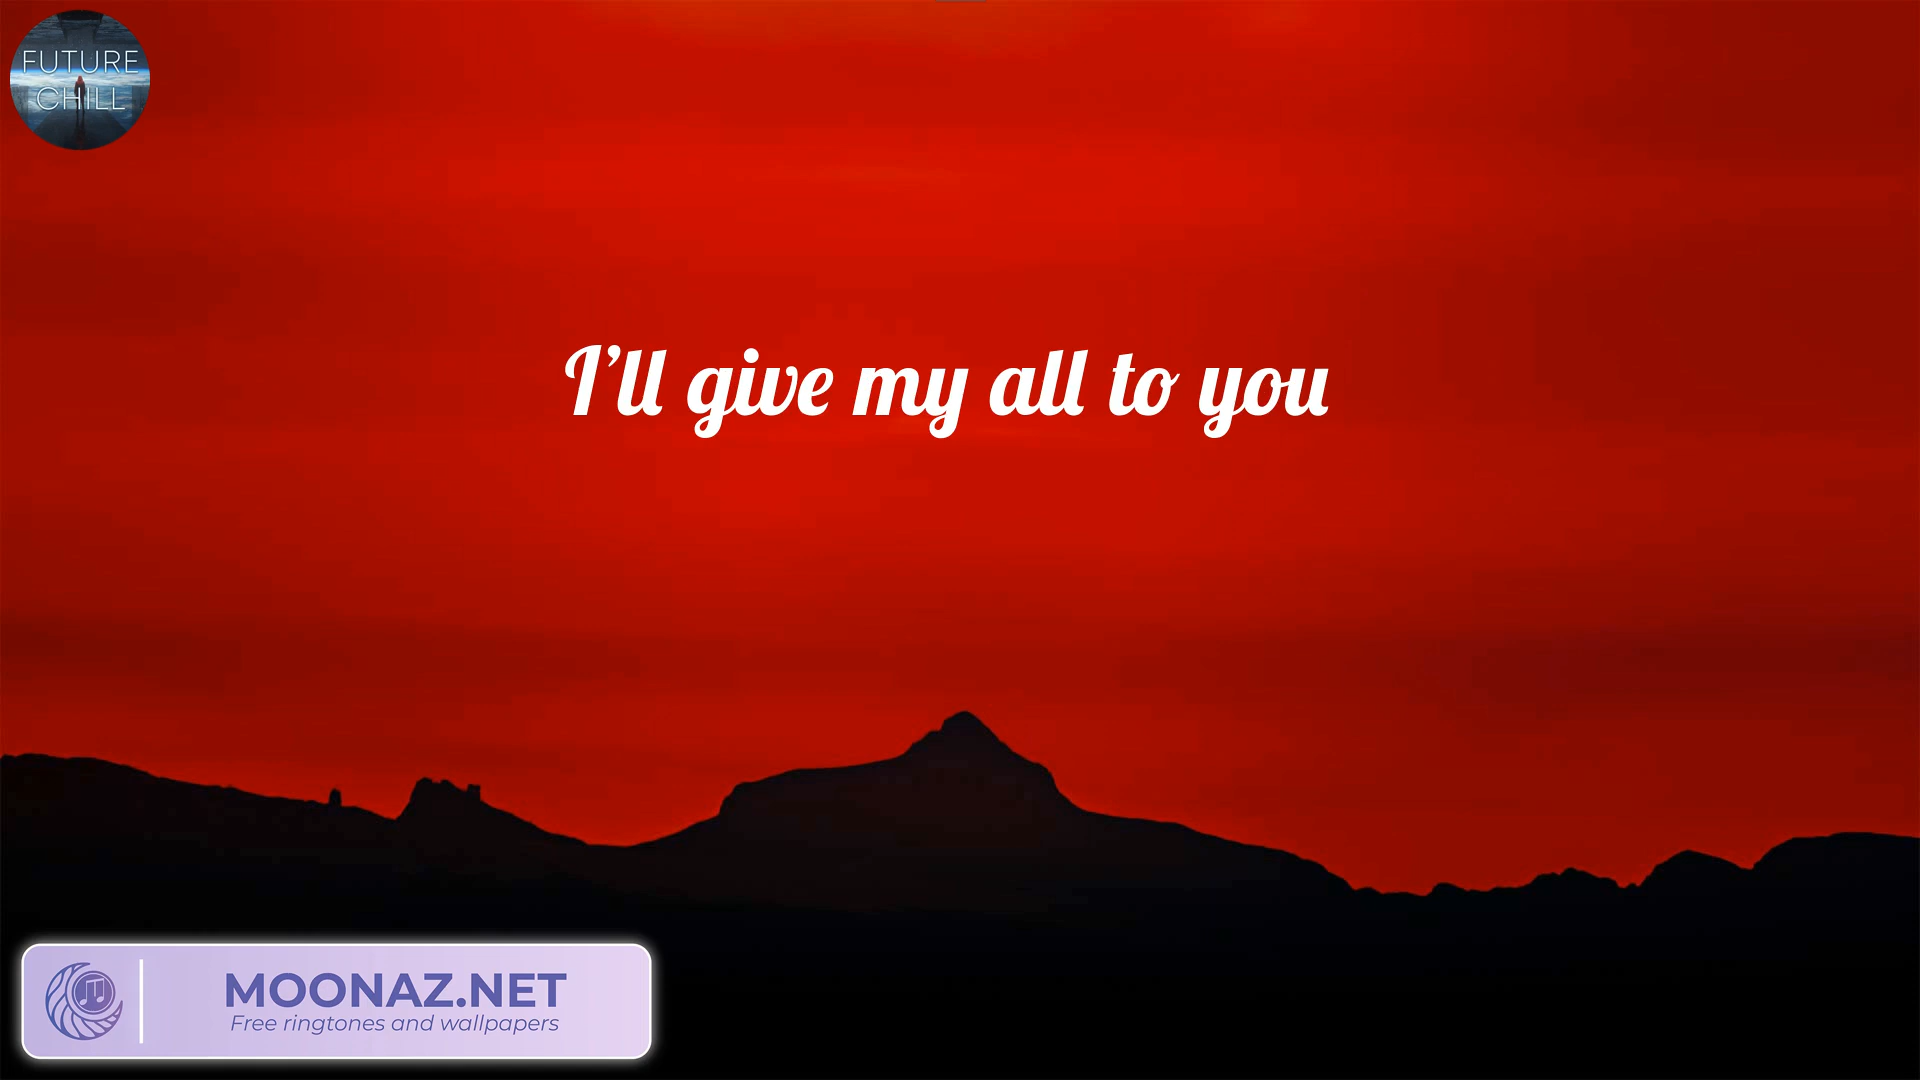 FUTURE
CHILL
I'll give my all to you
MOONAZ.NET
Free ringtones and wallpapers